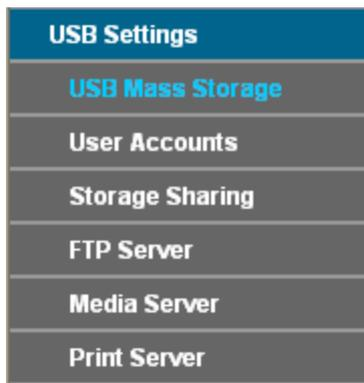 USB Settings
USB Mass Storage
User Accounts
Storage Sharing
FTP Server
Media Server
Print Server